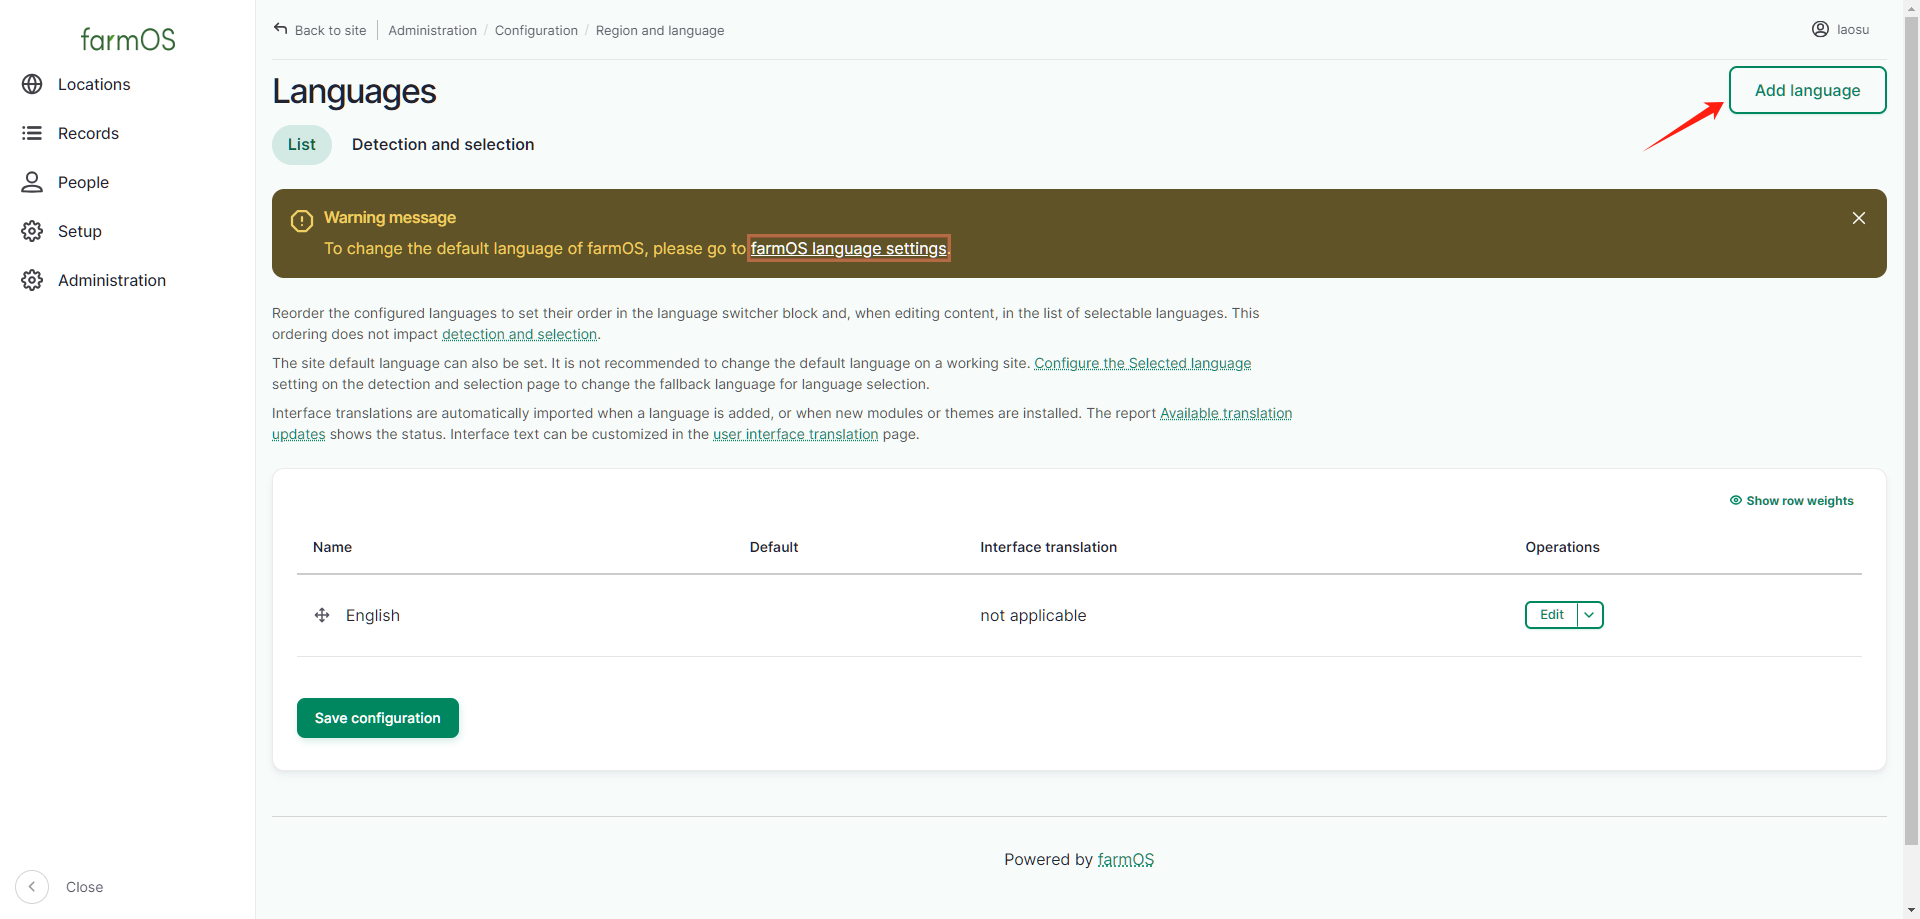 farmOS
Locations
Records
People
Setup
Administration
Close
Back to site
Administration / Configuration / Region and language
laosu
Languages
Add language
List
Detection and selection
Warning message
To change the default language of farmOS, please go to farmOS language settings.
Reorder the configured languages to set their order in the language switcher block and, when editing content, in the list of selectable languages. This
ordering does not impact detection and selection.
The site default language can also be set. It is not recommended to change the default language on a working site. Configure the Selected language
setting on the detection and selection page to change the fallback language for language selection.
Interface translations are automatically imported when a language is added, or when new modules or themes are installed. The report Available translation
updates shows the status. Interface text can be customized in the user interface translation page.
Show row weights
Name Default Interface translation Operations
English not applicable Edit
Save configuration
Powered by farmOS